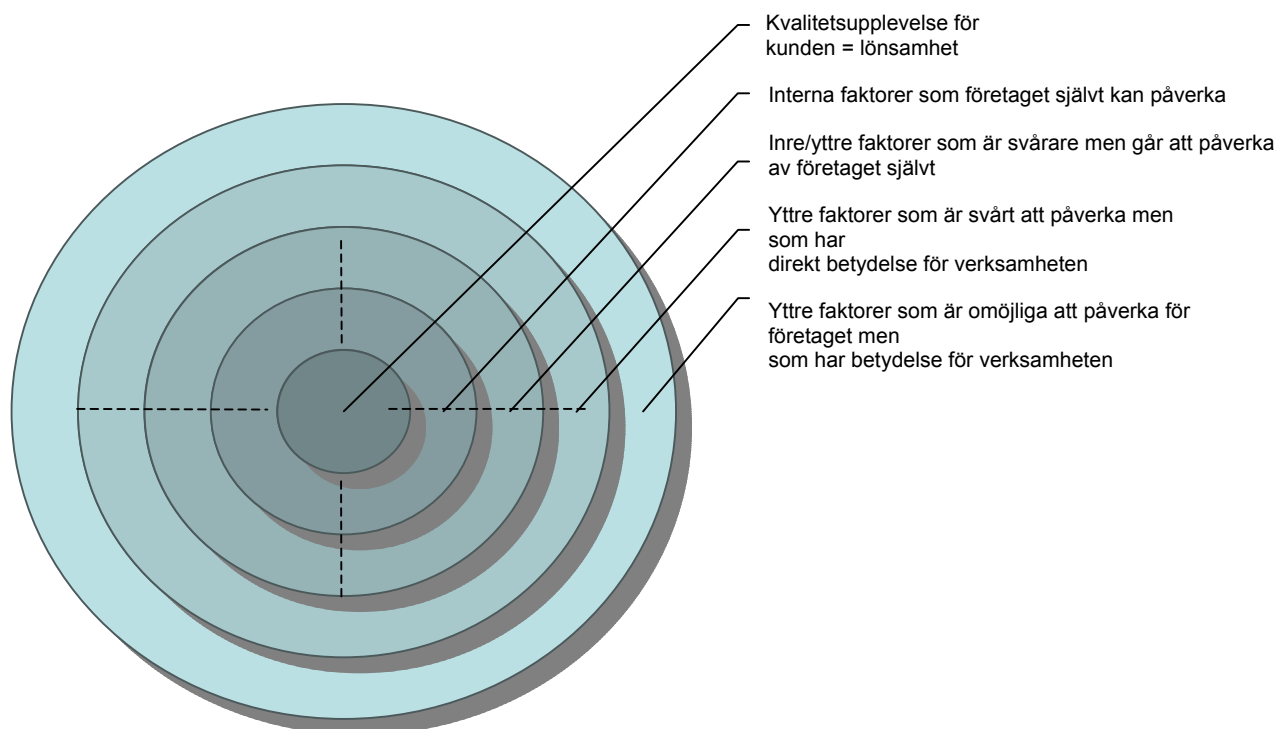 Kvalitetsupplevelse för
kunden = lönsamhet
Interna faktorer som företaget självt kan påverka
Inre/yttre faktorer som är svårare men går att påverka
av företaget självt
Yttre faktorer som är svårt att påverka men
som har
direkt betydelse för verksamheten
Yttre faktorer som är omöjliga att påverka för
företaget men
som har betydelse för verksamheten